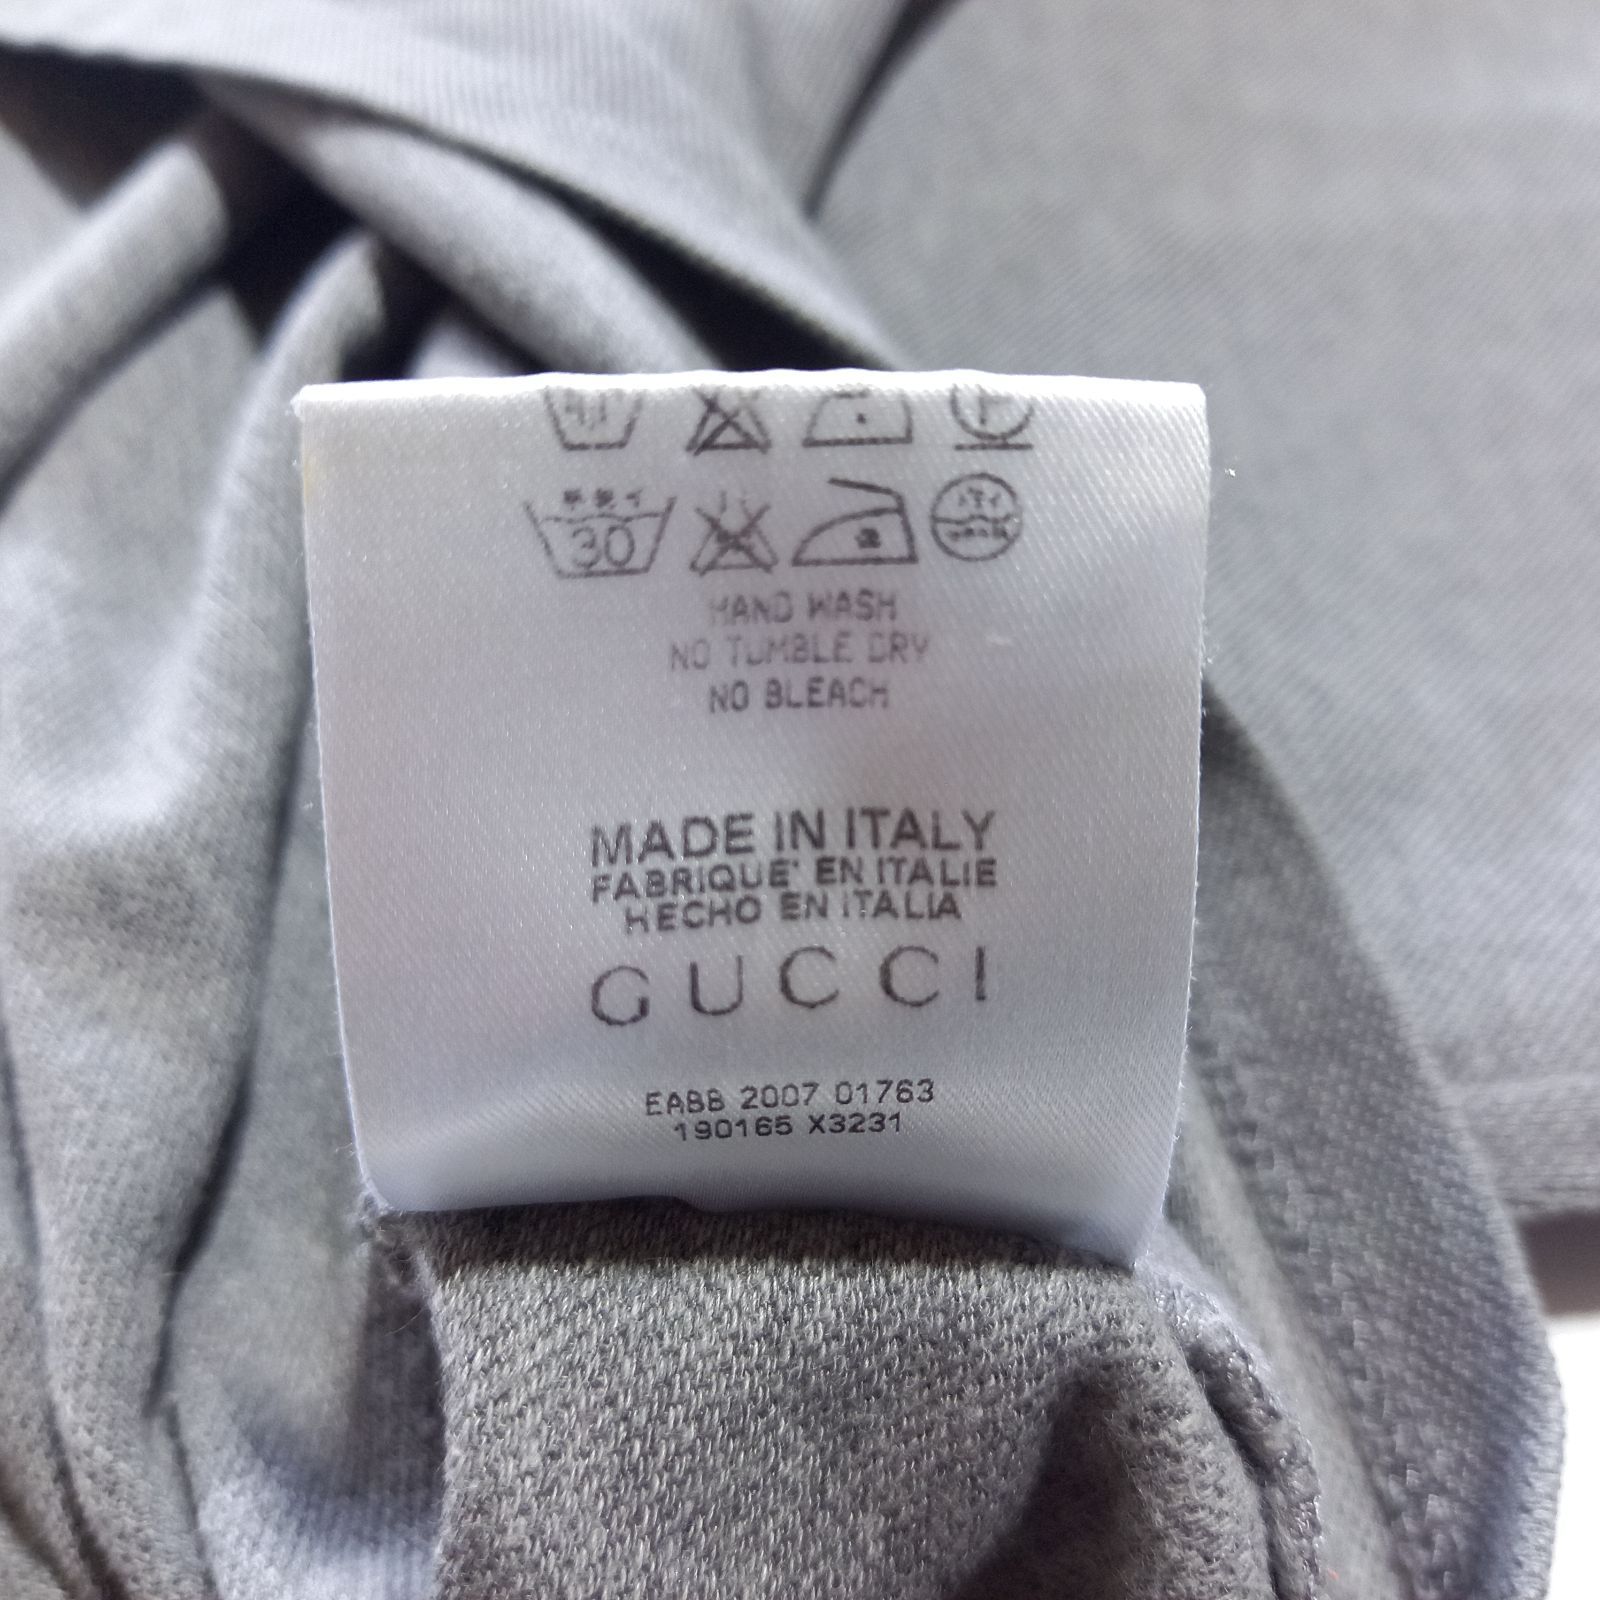 30
HAND WASH
NO TUMBLE DRY
NO BLEACH
MADE IN ITALY
FABRIQUE' EN ITALIE
HECHO EN ITALIA
GUCCI
EABB 2007 01763
190165 X3231